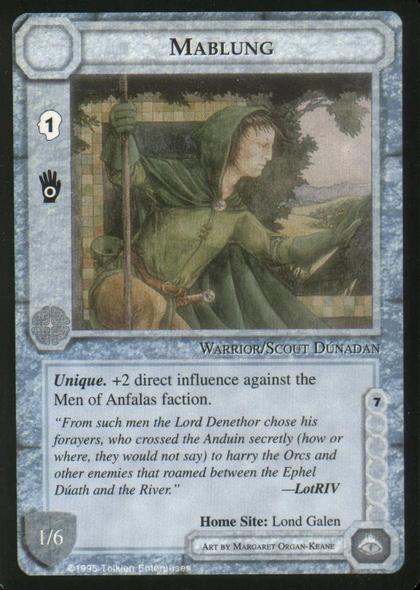 MABLUNG
1
0
WARRIOR/SCOUT DÚNADAN
Unique. +2 direct influence against the
Men of Anfalas faction.
7
“From such men the Lord Denethor chose his
forayers, who crossed the Anduin secretly (how or
where, they would not say) to harry the Orcs and
other enemies that roamed between the Ephel
Dúath and the River.” —LotRIV
Home Site: Lond Galen
1/6
ART BY MARGARET ORGAN-KEANE
©1995 Tolkien Enterprises